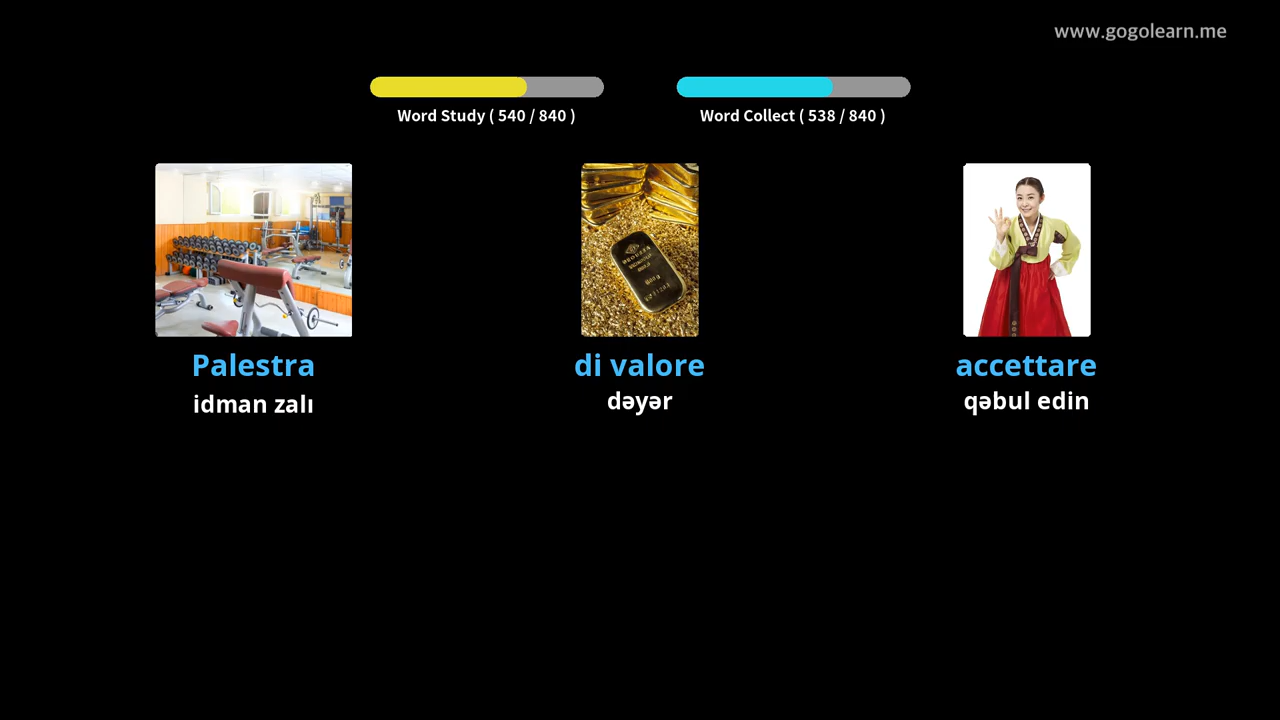 www.gogolearn.me
Word Study ( 540 / 840 )
Word Collect ( 538 / 840 )
Palestra
di valore
accettare
idman zalı
dəyər
qəbul edin